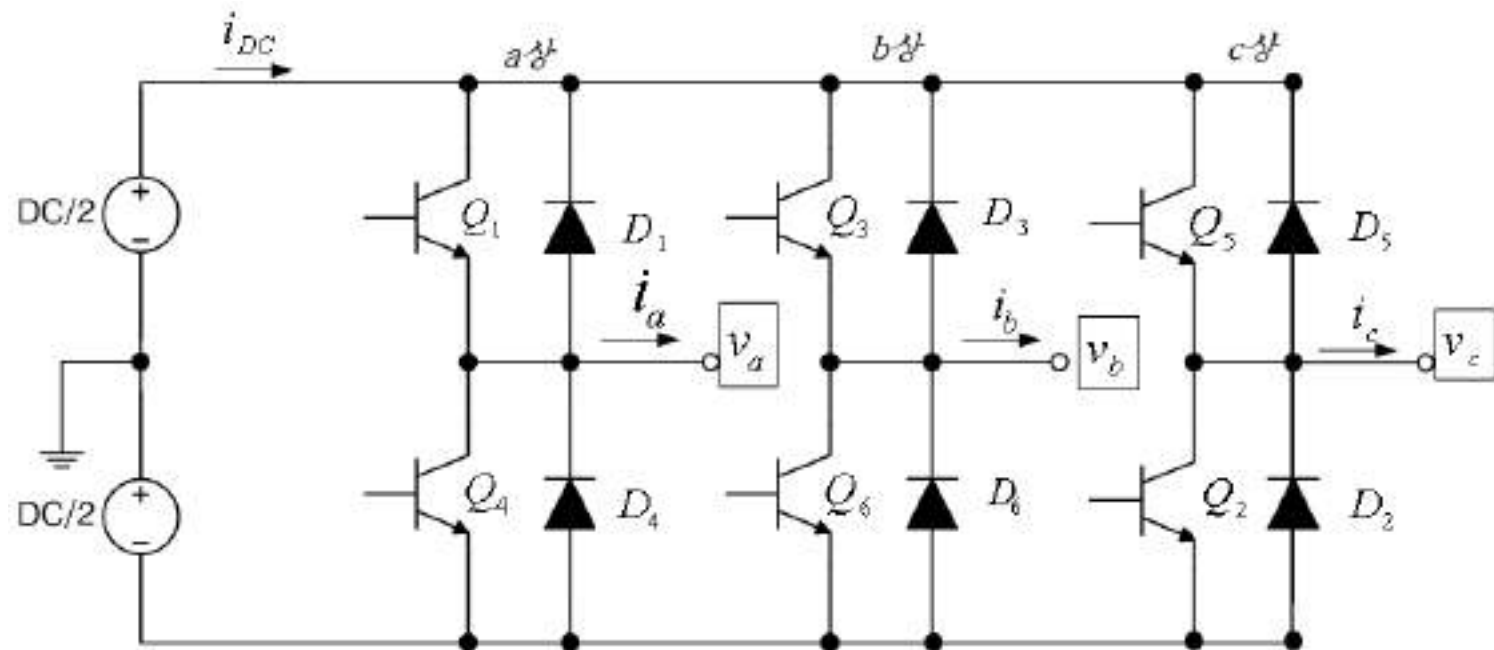 i_DC
a상
b상
c상
DC/2
+
−
Q₁
D₁
Q₃
D₃
Q₅
D₅
i_a
v_a
i_b
v_b
i_c
v_c
DC/2
+
−
Q₄
D₄
Q₆
D₆
Q₂
D₂